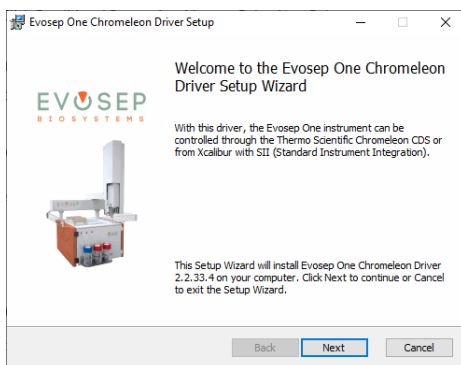 Evosep One Chromeleon Driver Setup
Welcome to the Evosep One Chromeleon
Driver Setup Wizard
EVOSEP
BIOSYSTEMS
With this driver, the Evosep One instrument can be
controlled through the Thermo Scientific Chromeleon CDS or
from Xcalibur with SII (Standard Instrument Integration).
EVOSEP
This Setup Wizard will install Evosep One Chromeleon Driver
2.2.33.4 on your computer. Click Next to continue or Cancel
to exit the Setup Wizard.
Back Next Cancel